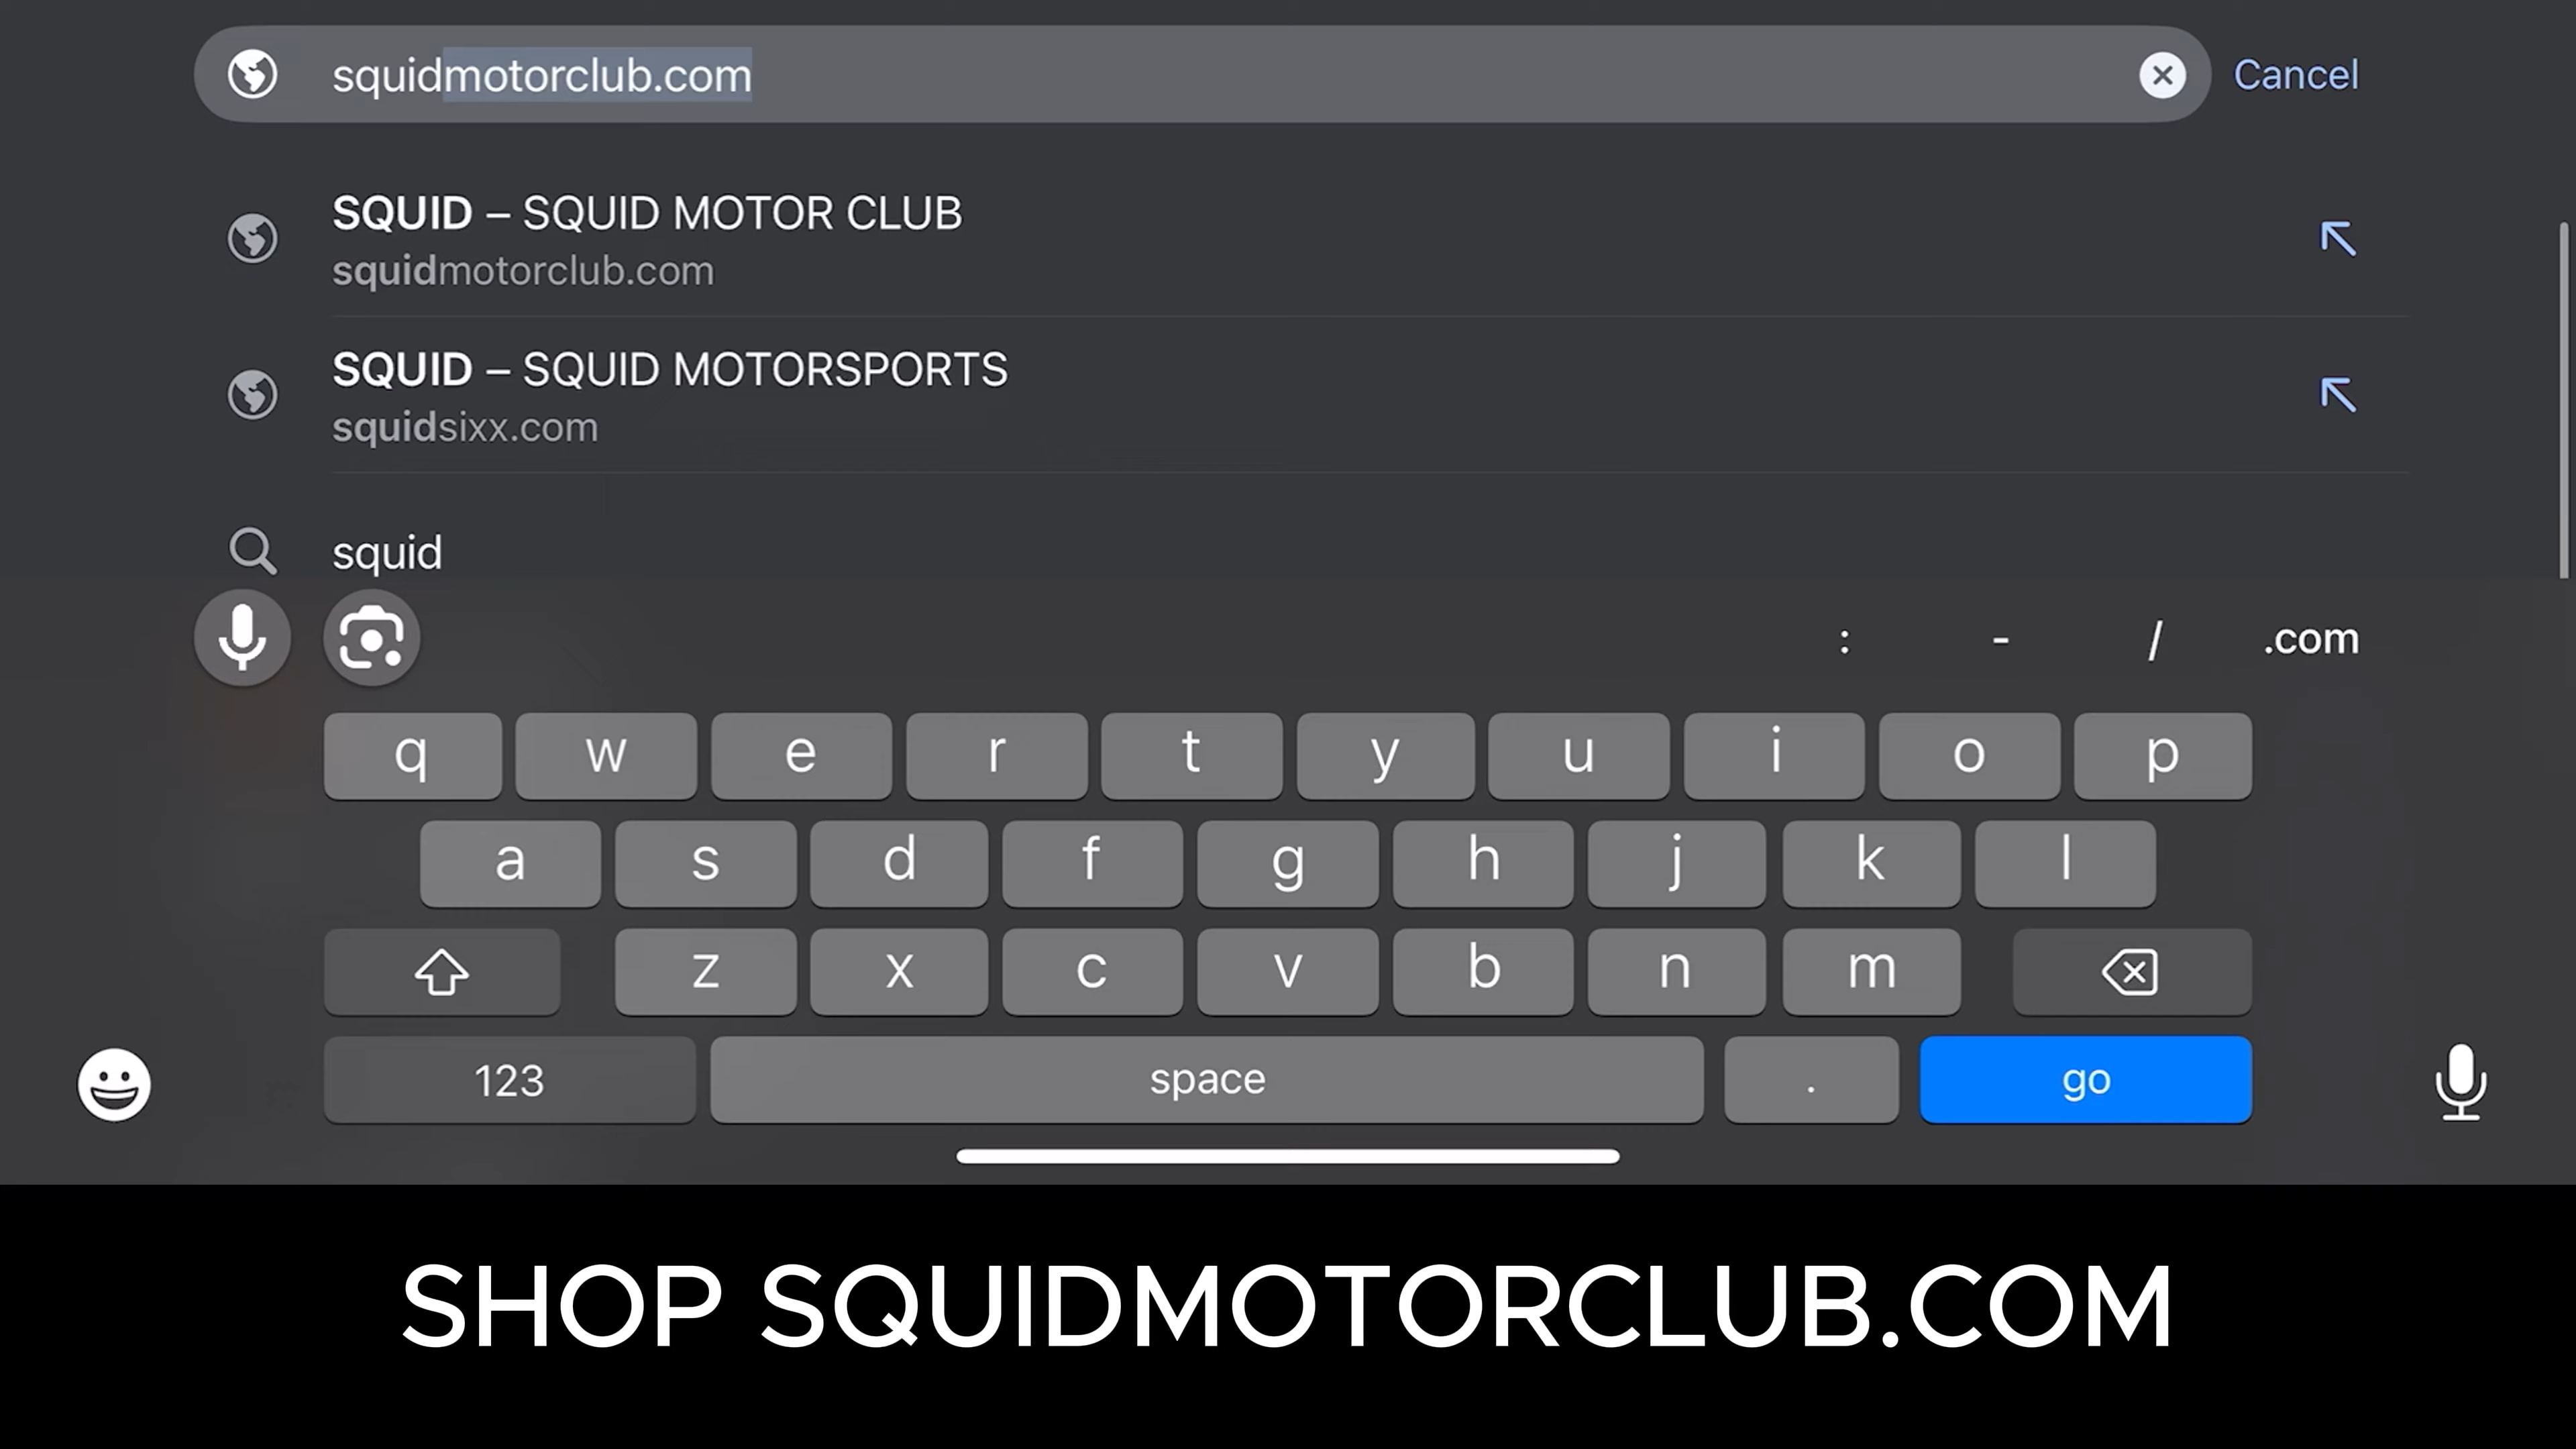 squidmotorclub.com
Cancel
SQUID – SQUID MOTOR CLUB
squidmotorclub.com
SQUID – SQUID MOTORSPORTS
squidsixx.com
squid
: - / .com
q w e r t y u i o p
a s d f g h j k l
z x c v b n m
123 space . go
SHOP SQUIDMOTORCLUB.COM